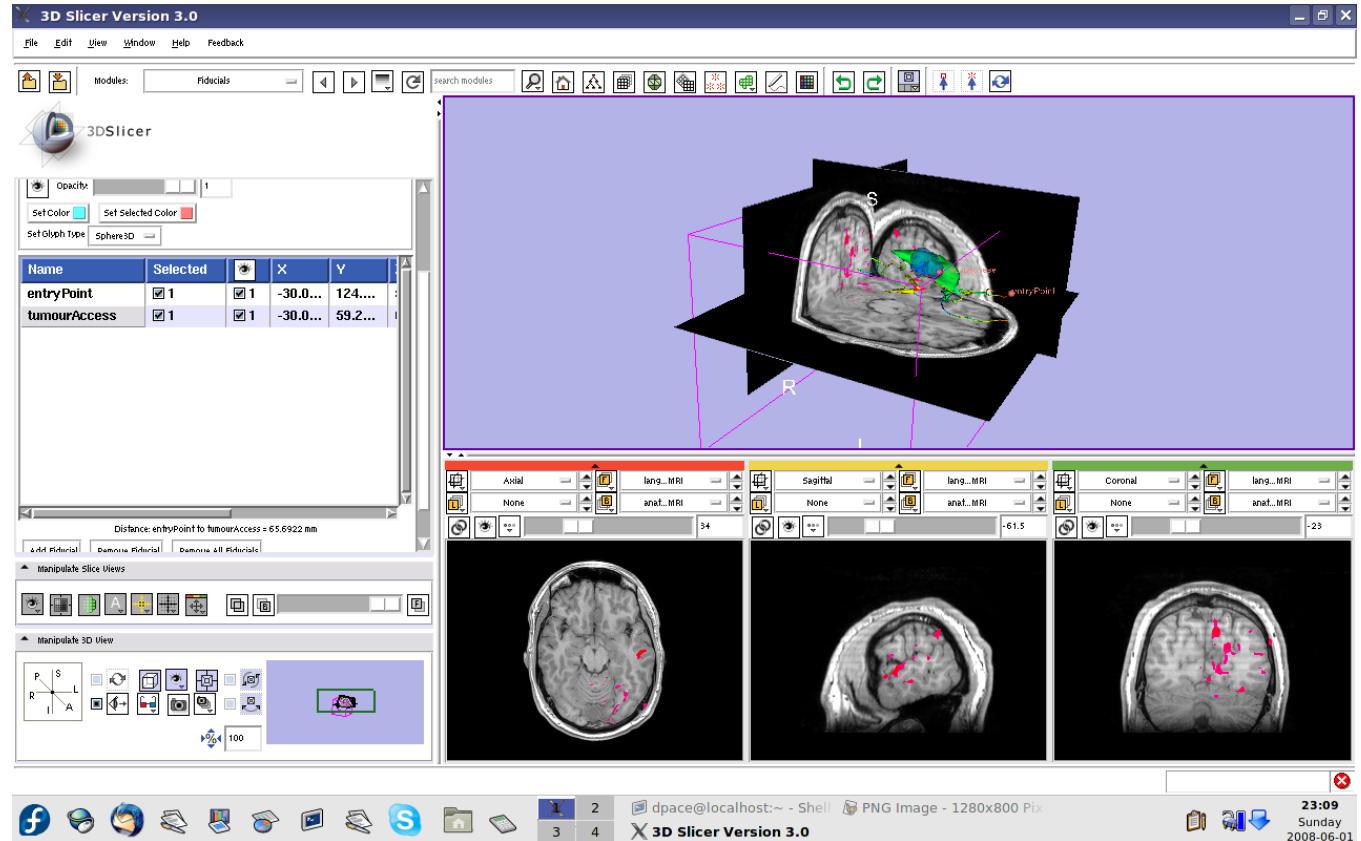 3D Slicer Version 3.0
File Edit View Window Help Feedback
Modules: Fiducials search modules
3DSlicer
Opacity: 1
Set Color Set Selected Color
Set Glyph Type Sphere3D
Name Selected X Y
entryPoint 1 1 -30.0... 124....
tumourAccess 1 1 -30.0... 59.2...
Distance: entryPoint to tumourAccess = 65.6922 mm
Add Fiducial Remove Fiducial Remove All Fiducials
Manipulate Slice Views
Manipulate 3D View
P S
R L
I A
100
S
entryPoint
R
Axial lang...MRI
None anat...MRI
34
Sagittal lang...MRI
None anat...MRI
-61.5
Coronal lang...MRI
None anat...MRI
-23
1 2 dpace@localhost:~ - Shell PNG Image - 1280x800 Pix
3 4 3D Slicer Version 3.0
23:09
Sunday
2008-06-01